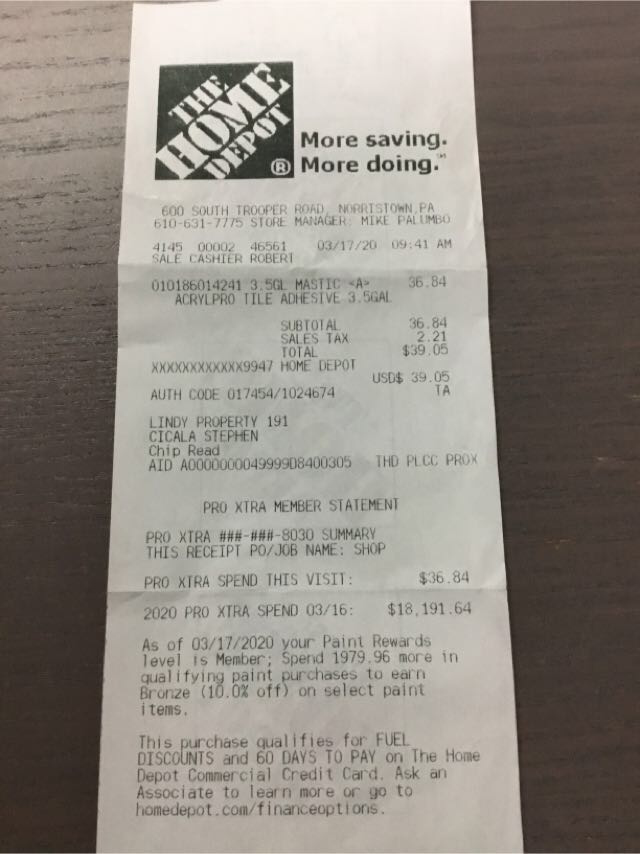 THE
HOME
DEPOT
®
More saving.
More doing.℠
600 SOUTH TROOPER ROAD, NORRISTOWN,PA
610-631-7775 STORE MANAGER: MIKE PALUMBO
4145 00002 46561 03/17/20 09:41 AM
SALE CASHIER ROBERT
010186014241 3.5GL MASTIC <A> 36.84
ACRYLPRO TILE ADHESIVE 3.5GAL
SUBTOTAL 36.84
SALES TAX 2.21
TOTAL $39.05
XXXXXXXXXXXX9947 HOME DEPOT
USD$ 39.05
AUTH CODE 017454/1024674 TA
LINDY PROPERTY 191
CICALA STEPHEN
Chip Read
AID A0000000049999D8400305 THD PLCC PROX
PRO XTRA MEMBER STATEMENT
PRO XTRA ###-###-8030 SUMMARY
THIS RECEIPT PO/JOB NAME: SHOP
PRO XTRA SPEND THIS VISIT: $36.84
2020 PRO XTRA SPEND 03/16: $18,191.64
As of 03/17/2020 your Paint Rewards
level is Member; Spend 1979.96 more in
qualifying paint purchases to earn
Bronze (10.0% off) on select paint
items.
This purchase qualifies for FUEL
DISCOUNTS and 60 DAYS TO PAY on The Home
Depot Commercial Credit Card. Ask an
Associate to learn more or go to
homedepot.com/financeoptions.